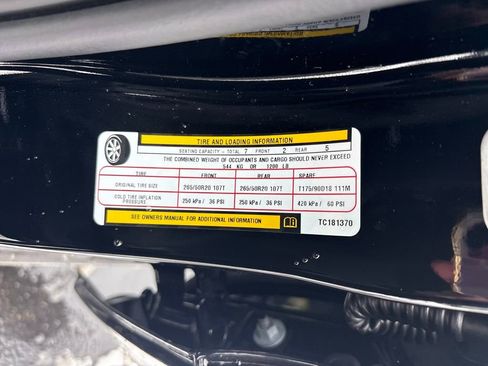 TIRE AND LOADING INFORMATION
SEATING CAPACITY - TOTAL 7 FRONT 2 REAR 5
THE COMBINED WEIGHT OF OCCUPANTS AND CARGO SHOULD NEVER EXCEED
544 KG OR 1200 LB
TIRE FRONT REAR SPARE
ORIGINAL TIRE SIZE 265/50R20 107T 265/50R20 107T T175/90D18 111M
COLD TIRE INFLATION PRESSURE 250 kPa / 36 PSI 250 kPa / 36 PSI 420 kPa / 60 PSI
SEE OWNERS MANUAL FOR ADDITIONAL INFORMATION
TC181370